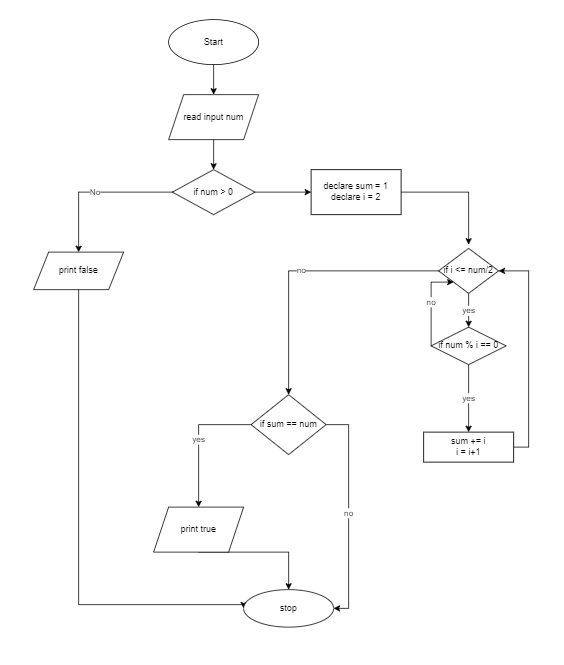 Start
read input num
if num > 0
No
declare sum = 1
declare i = 2
print false
if i <= num/2
no
no
yes
if num % i == 0
yes
sum += i
i = i+1
if sum == num
yes
no
print true
stop